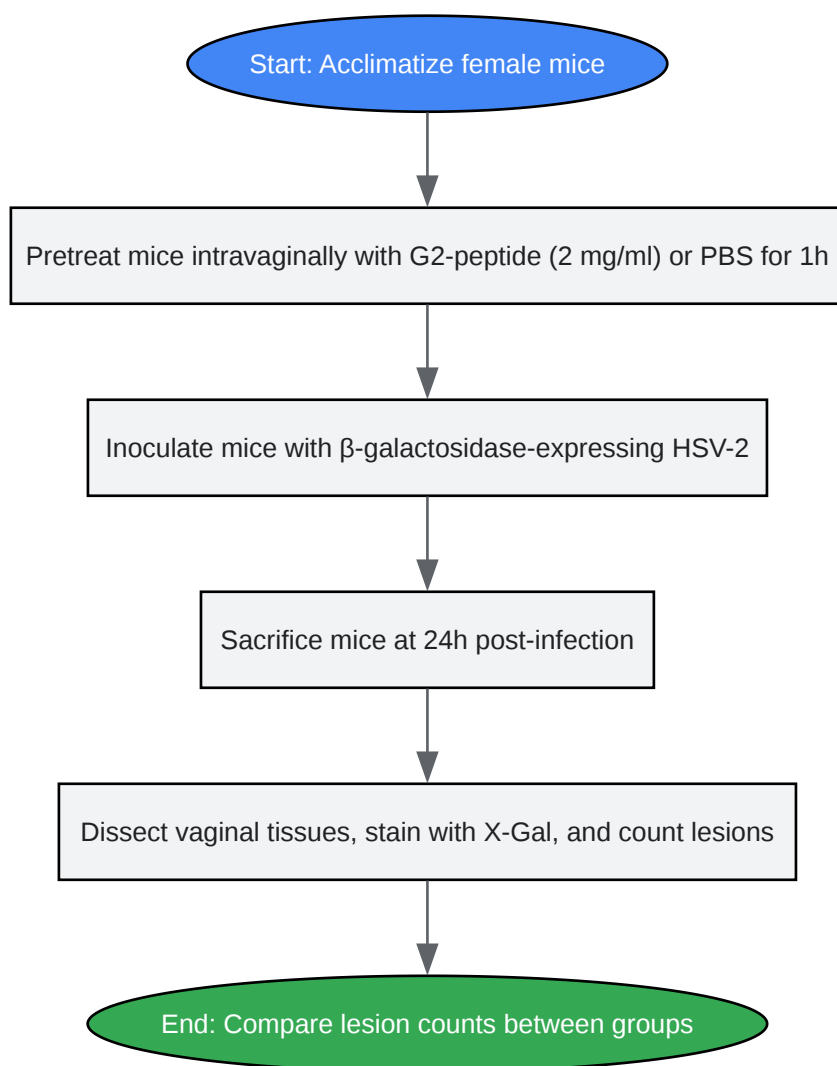 Start: Acclimatize female mice
Pretreat mice intravaginally with G2-peptide (2 mg/ml) or PBS for 1h
Inoculate mice with β-galactosidase-expressing HSV-2
Sacrifice mice at 24h post-infection
Dissect vaginal tissues, stain with X-Gal, and count lesions
End: Compare lesion counts between groups